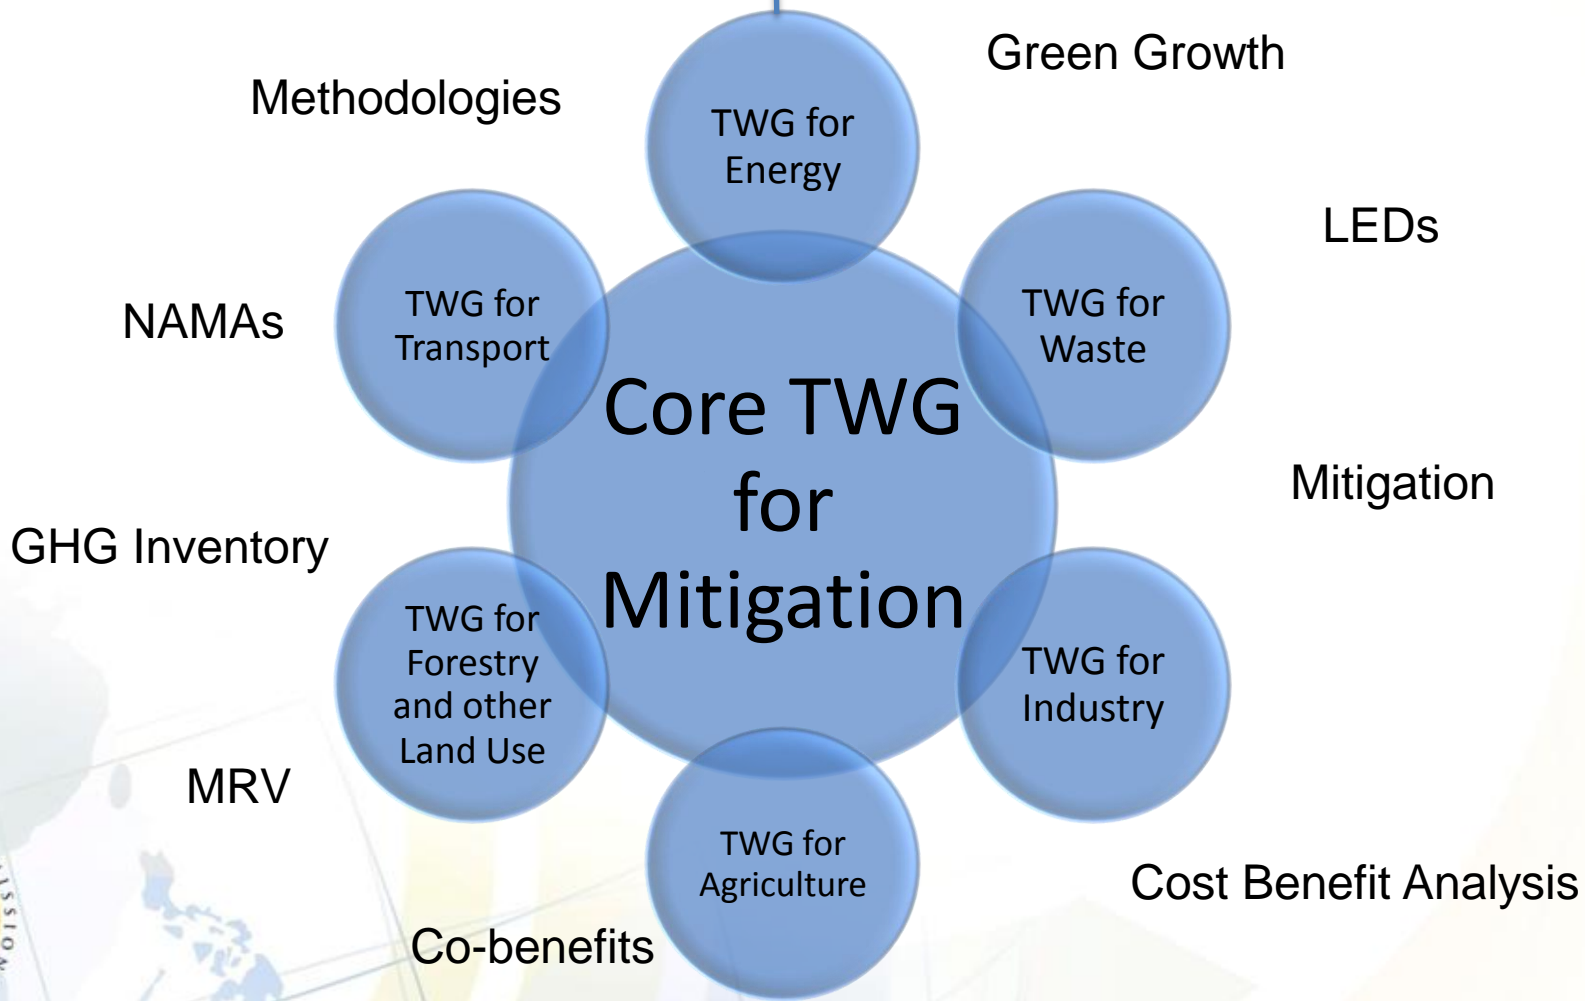 Green Growth
Methodologies
TWG for
Energy
LEDs
TWG for
Transport
TWG for
Waste
NAMAs
Core TWG
for
Mitigation
Mitigation
GHG Inventory
TWG for
Forestry
and other
Land Use
TWG for
Industry
MRV
TWG for
Agriculture
Cost Benefit Analysis
Co-benefits